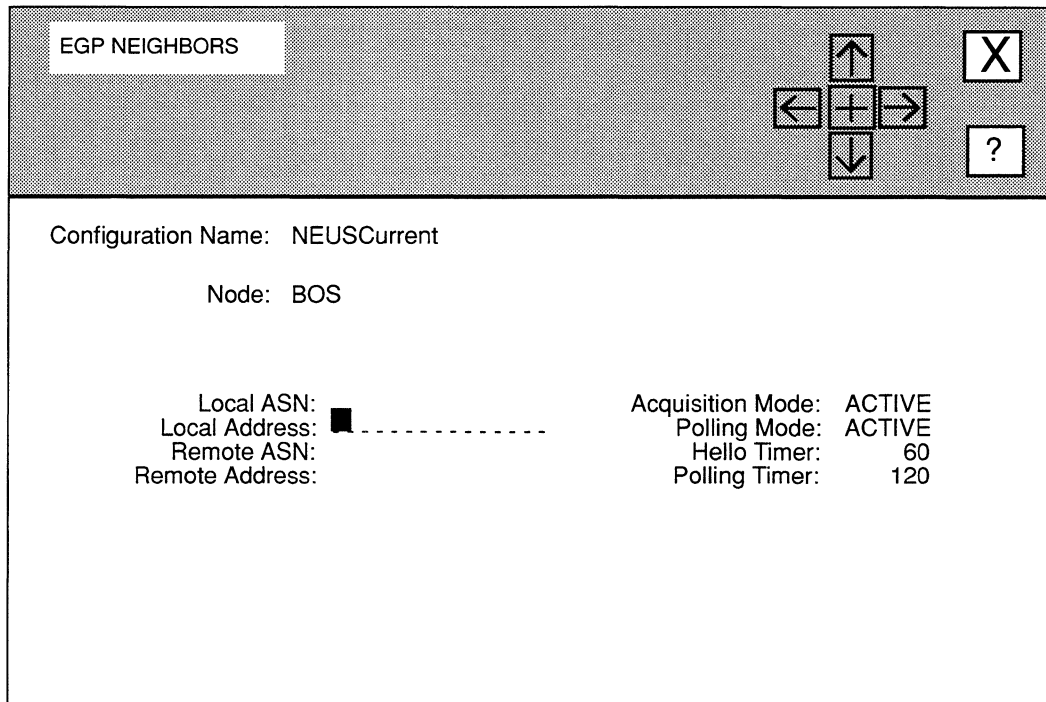 EGP NEIGHBORS
X
?
Configuration Name: NEUSCurrent
Node: BOS
Local ASN:
Local Address:
Remote ASN:
Remote Address:
Acquisition Mode: ACTIVE
Polling Mode: ACTIVE
Hello Timer: 60
Polling Timer: 120